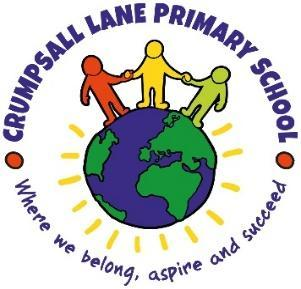 CRUMPSALL LANE PRIMARY SCHOOL
Where we belong, aspire and succeed